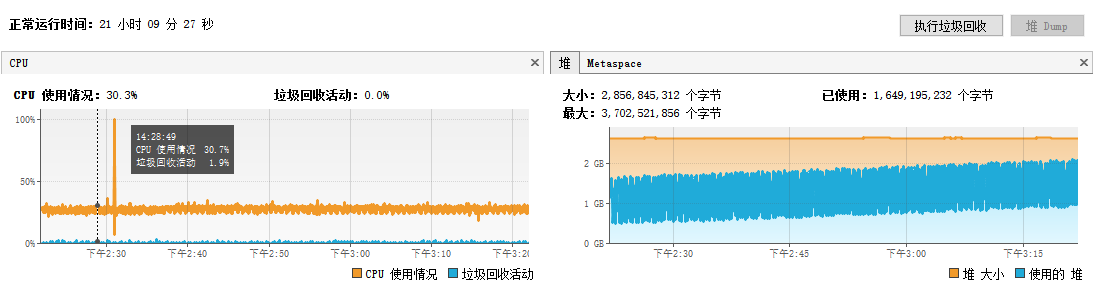 正常运行时间：21 小时 09 分 27 秒
执行垃圾回收
堆 Dump
CPU
CPU 使用情况：30.3%
垃圾回收活动：0.0%
100%
50%
0%
14:28:49
CPU 使用情况 30.7%
垃圾回收活动 1.9%
下午2:30
下午2:40
下午2:50
下午3:00
下午3:10
下午3:20
CPU 使用情况
垃圾回收活动
堆
Metaspace
大小：2,856,845,312 个字节
已使用：1,649,195,232 个字节
最大：3,702,521,856 个字节
2 GB
1 GB
0 GB
下午2:30
下午2:45
下午3:00
下午3:15
堆 大小
使用的 堆